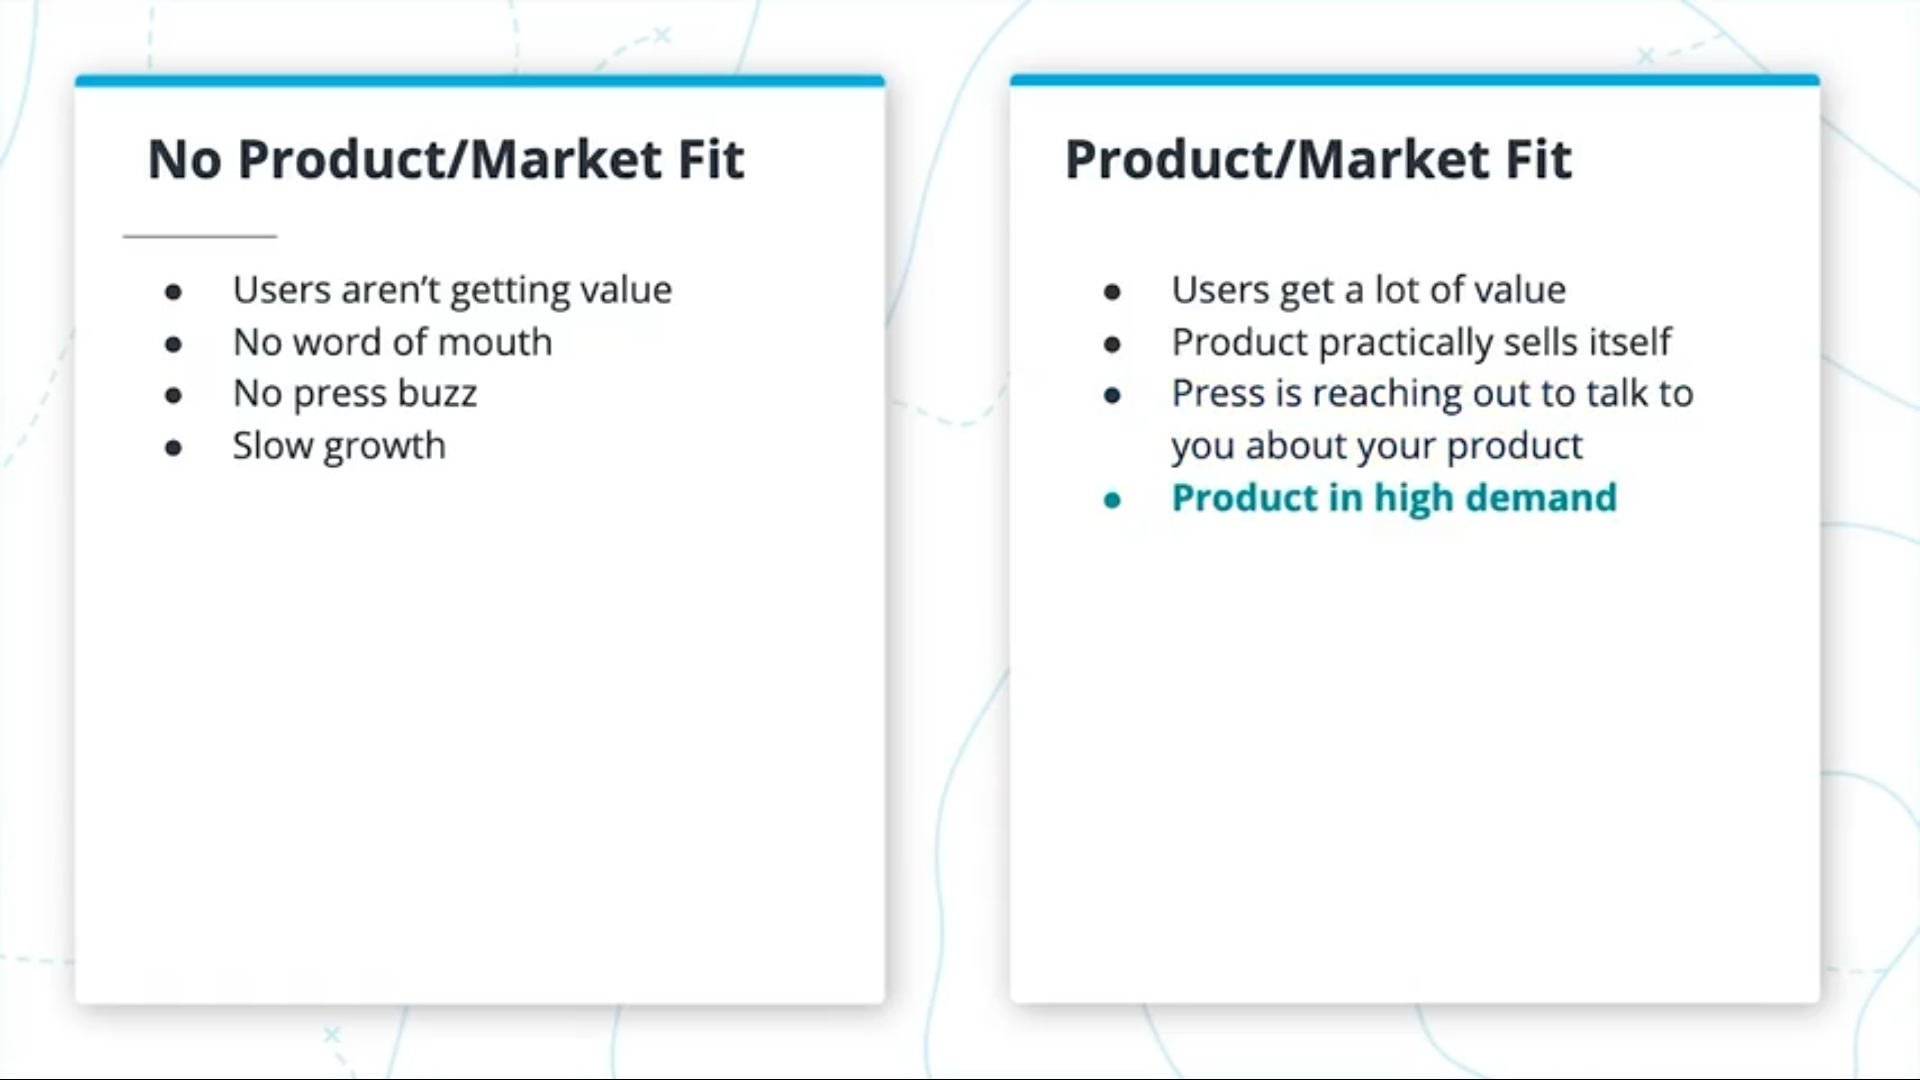 No Product/Market Fit
● Users aren’t getting value
● No word of mouth
● No press buzz
● Slow growth
Product/Market Fit
● Users get a lot of value
● Product practically sells itself
● Press is reaching out to talk to
you about your product
● Product in high demand